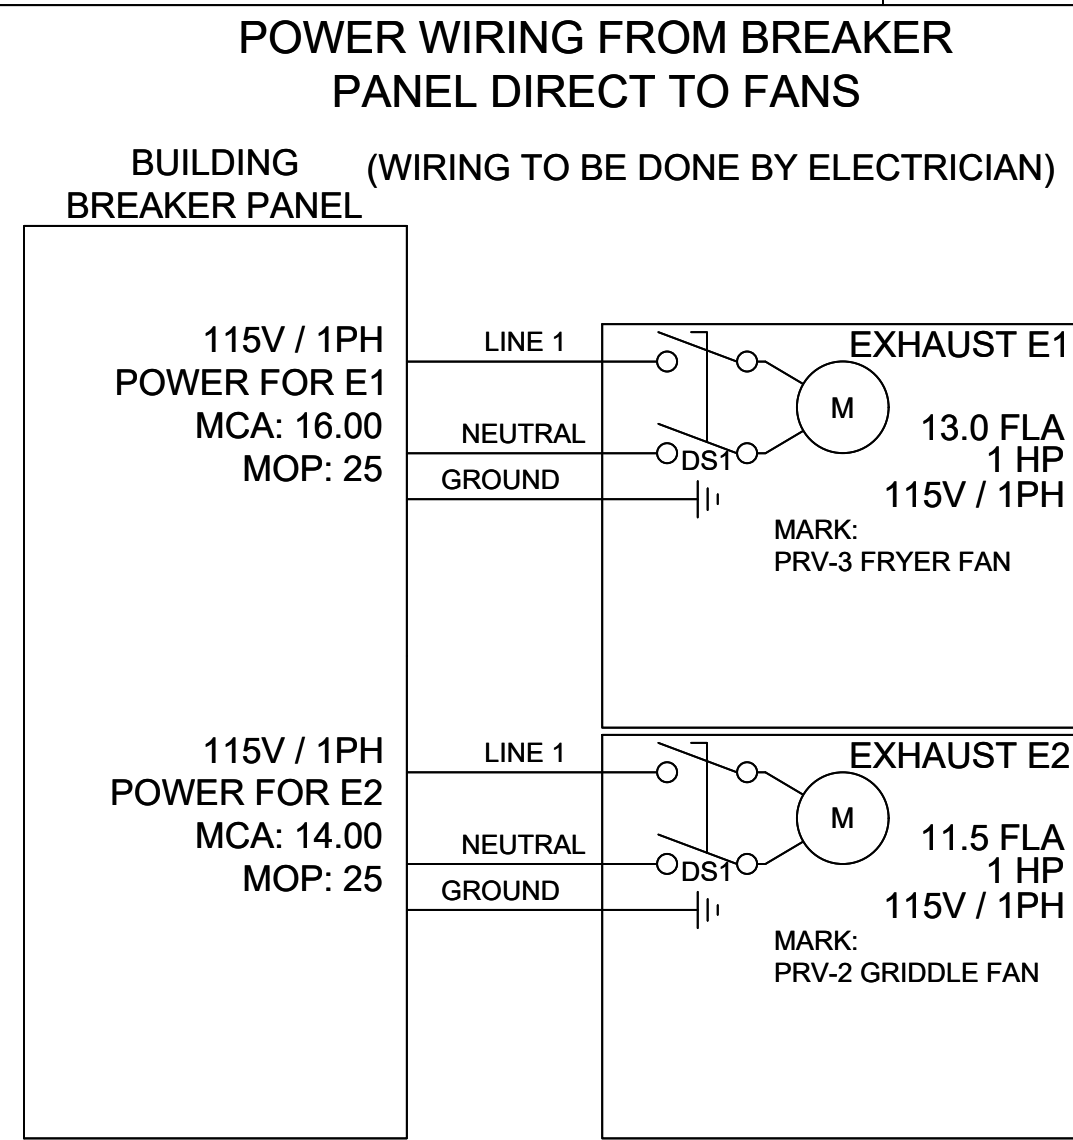 POWER WIRING FROM BREAKER
PANEL DIRECT TO FANS
(WIRING TO BE DONE BY ELECTRICIAN)
BUILDING
BREAKER PANEL
115V / 1PH
POWER FOR E1
MCA: 16.00
MOP: 25
LINE 1
NEUTRAL
GROUND
DS1
M
EXHAUST E1
13.0 FLA
1 HP
115V / 1PH
MARK:
PRV-3 FRYER FAN
115V / 1PH
POWER FOR E2
MCA: 14.00
MOP: 25
LINE 1
NEUTRAL
GROUND
DS1
M
EXHAUST E2
11.5 FLA
1 HP
115V / 1PH
MARK:
PRV-2 GRIDDLE FAN